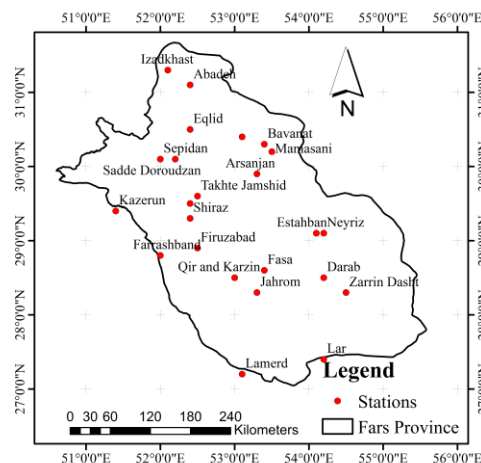 51°0'0"E 52°0'0"E 53°0'0"E 54°0'0"E 55°0'0"E 56°0'0"E
31°0'0"N
30°0'0"N
29°0'0"N
28°0'0"N
27°0'0"N
N
Izadkhast
Abadeh
Eqlid
Bavanat
Sepidan
Mamasani
Sadde Doroudzan
Arsanjan
Takhte Jamshid
Kazerun
Shiraz
Estahban Neyriz
Farrashband
Firuzabad
Fasa
Qir and Karzin
Darab
Jahrom
Zarrin Dasht
Lar
Lamerd
Legend
Stations
Fars Province
0 30 60 120 180 240
Kilometers
31°0'0"N
30°0'0"N
29°0'0"N
28°0'0"N
27°0'0"N
51°0'0"E 52°0'0"E 53°0'0"E 54°0'0"E 55°0'0"E 56°0'0"E